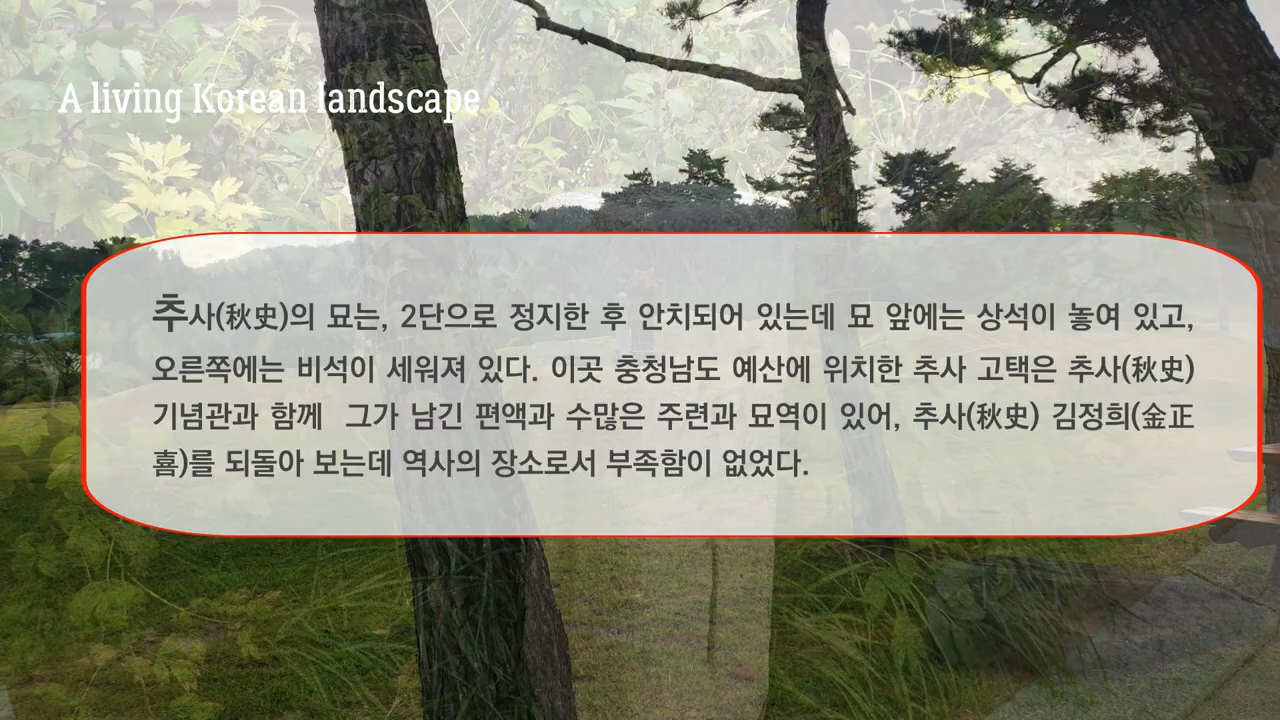 A living Korean landscape
추사(秋史)의 묘는, 2단으로 정지한 후 안치되어 있는데 묘 앞에는 상석이 놓여 있고,
오른쪽에는 비석이 세워져 있다. 이곳 충청남도 예산에 위치한 추사 고택은 추사(秋史)
기념관과 함께  그가 남긴 편액과 수많은 주련과 묘역이 있어, 추사(秋史) 김정희(金正
喜)를 되돌아 보는데 역사의 장소로서 부족함이 없었다.